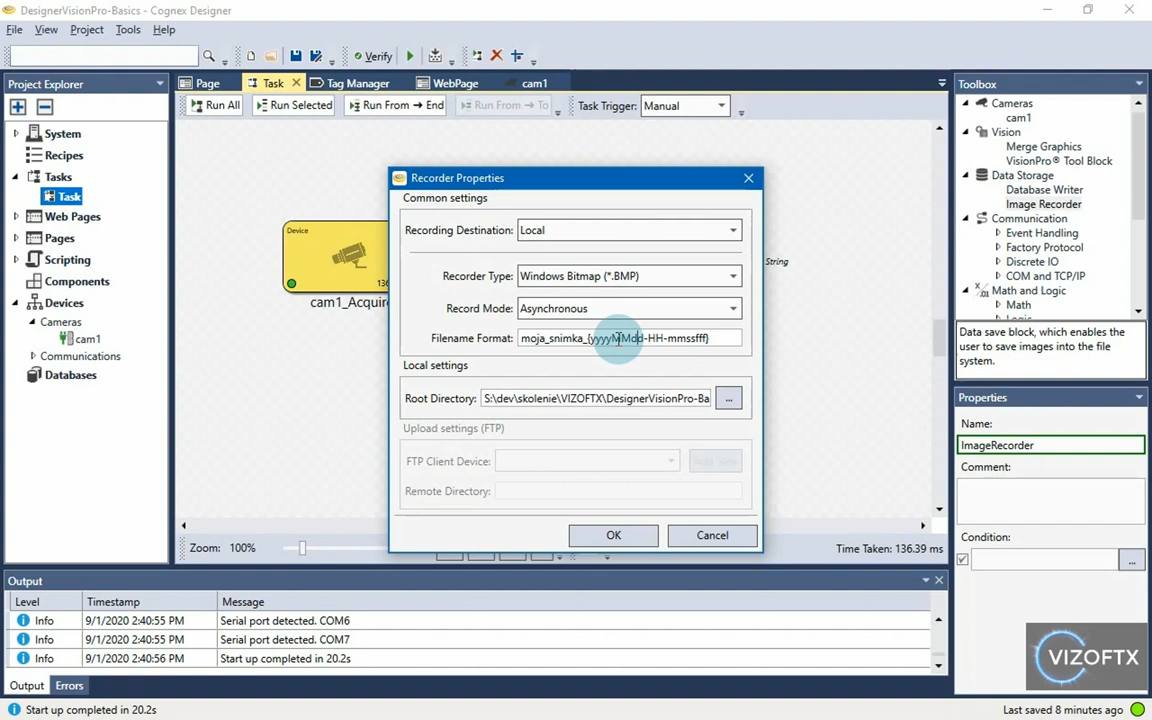 DesignerVisionPro-Basics - Cognex Designer
File View Project Tools Help
Verify
Project Explorer
System
Recipes
Tasks
Task
Web Pages
Pages
Scripting
Components
Devices
Cameras
cam1
Communications
Databases
Page Task Tag Manager WebPage cam1
Run All Run Selected Run From → End Run From → To Task Trigger: Manual
Device
cam1_Acquire
String
Recorder Properties
Common settings
Recording Destination: Local
Recorder Type: Windows Bitmap (*.BMP)
Record Mode: Asynchronous
Filename Format: moja_snimka_{yyyyMMdd-HH-mmssfff}
Local settings
Root Directory: S:\dev\skolenie\VIZOFTX\DesignerVisionPro-Ba ...
Upload settings (FTP)
FTP Client Device:
Remote Directory:
OK Cancel
Zoom: 100%
Time Taken: 136.39 ms
Toolbox
Cameras
cam1
Vision
Merge Graphics
VisionPro® Tool Block
Data Storage
Database Writer
Image Recorder
Communication
Event Handling
Factory Protocol
Discrete IO
COM and TCP/IP
Math and Logic
Math
Logic
Data save block, which enables the
user to save images into the file
system.
Properties
Name:
ImageRecorder
Comment:
Condition:
...
Output
Level Timestamp Message
Info 9/1/2020 2:40:55 PM Serial port detected. COM6
Info 9/1/2020 2:40:55 PM Serial port detected. COM7
Info 9/1/2020 2:40:56 PM Start up completed in 20.2s
Output Errors
VIZOFTX
Start up completed in 20.2s
Last saved 8 minutes ago